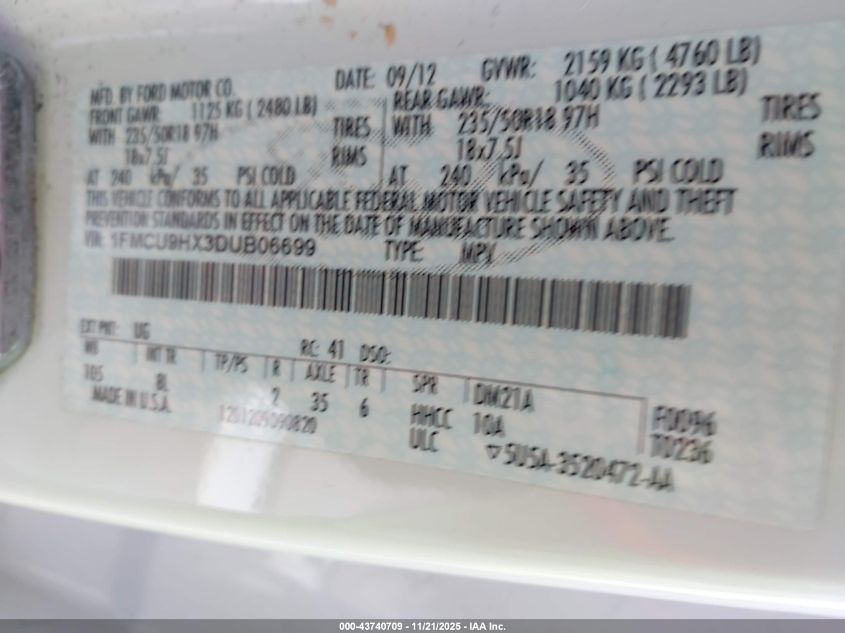 MFD. BY FORD MOTOR CO. DATE: 09/12 GVWR: 2159 KG ( 4760 LB)
FRONT GAWR: 1125 KG ( 2480 LB) REAR GAWR: 1040 KG ( 2293 LB)
WITH 235/50R18 97H TIRES WITH 235/50R18 97H TIRES
18x7.5J RIMS 18x7.5J RIMS
AT 240 kPa/ 35 PSI COLD AT 240 kPa/ 35 PSI COLD
THIS VEHICLE CONFORMS TO ALL APPLICABLE FEDERAL MOTOR VEHICLE SAFETY AND THEFT
PREVENTION STANDARDS IN EFFECT ON THE DATE OF MANUFACTURE SHOWN ABOVE.
VIN: 1FMCU9HX3DUB06699 TYPE: MPV
EXT PNT: UG RC: 41 DSO:
WB INT TR TP/PS R AXLE TR SPR DM21A F0096
105 BL 2 35 6 HHCC 10A T0236
MADE IN U.S.A. ULC 5U5A-3520472-AA
000-43740709 - 11/21/2025 - IAA Inc.